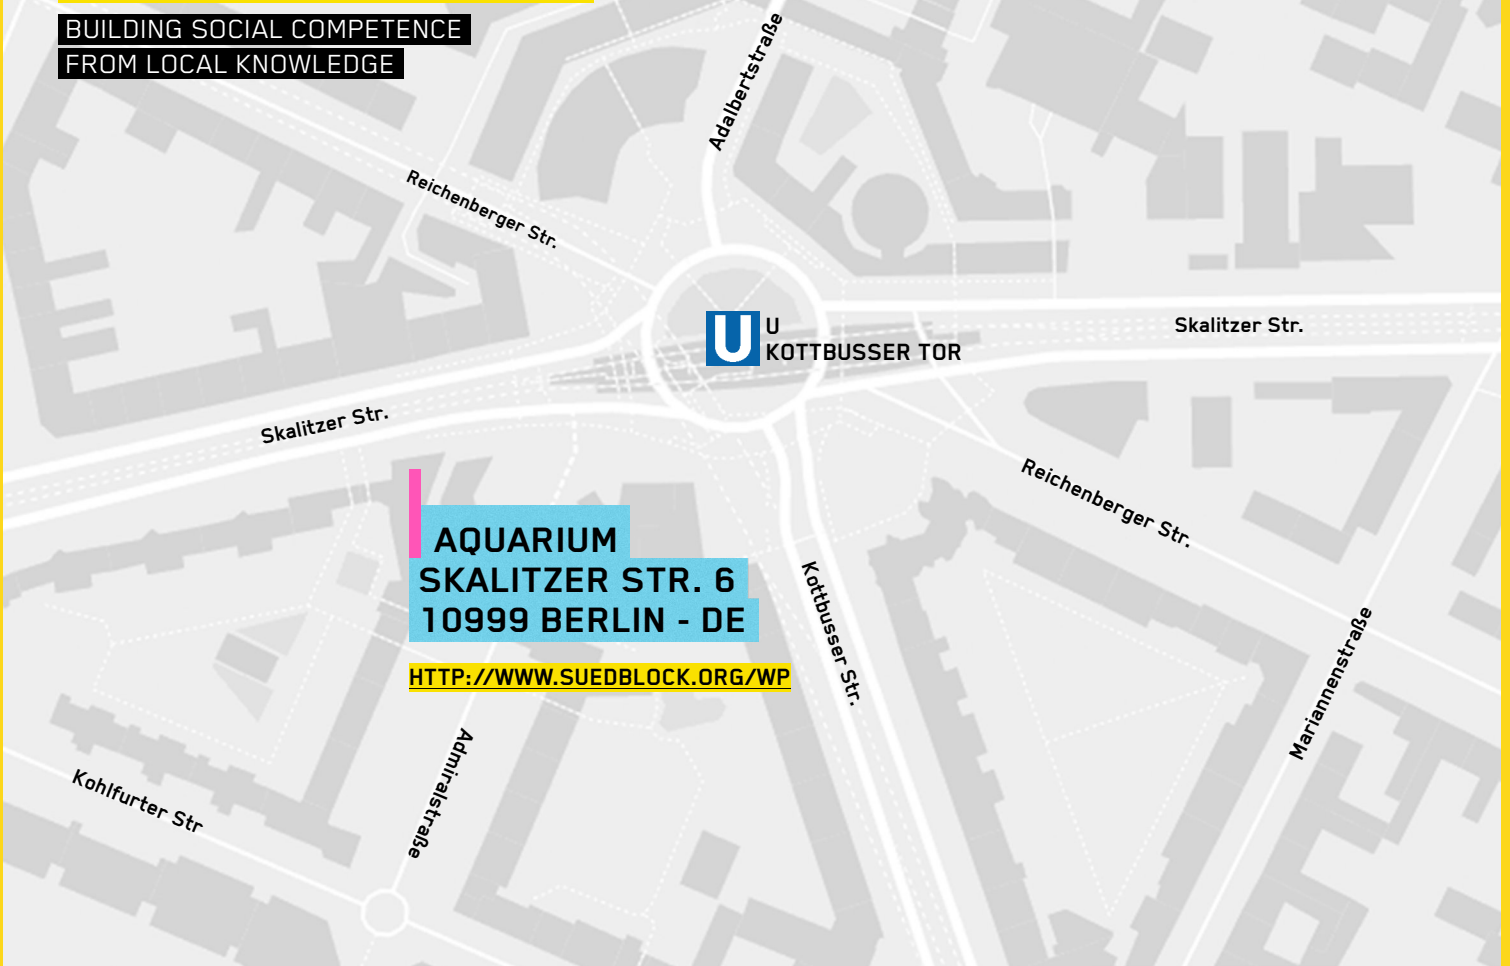 BUILDING SOCIAL COMPETENCE
FROM LOCAL KNOWLEDGE
Adalbertstraße
Reichenberger Str.
U
U
KOTTBUSSER TOR
Skalitzer Str.
Skalitzer Str.
Reichenberger Str.
AQUARIUM
SKALITZER STR. 6
10999 BERLIN - DE
HTTP://WWW.SUEDBLOCK.ORG/WP
Kottbusser Str.
Mariannenstraße
Admiralstraße
Kohlfurter Str